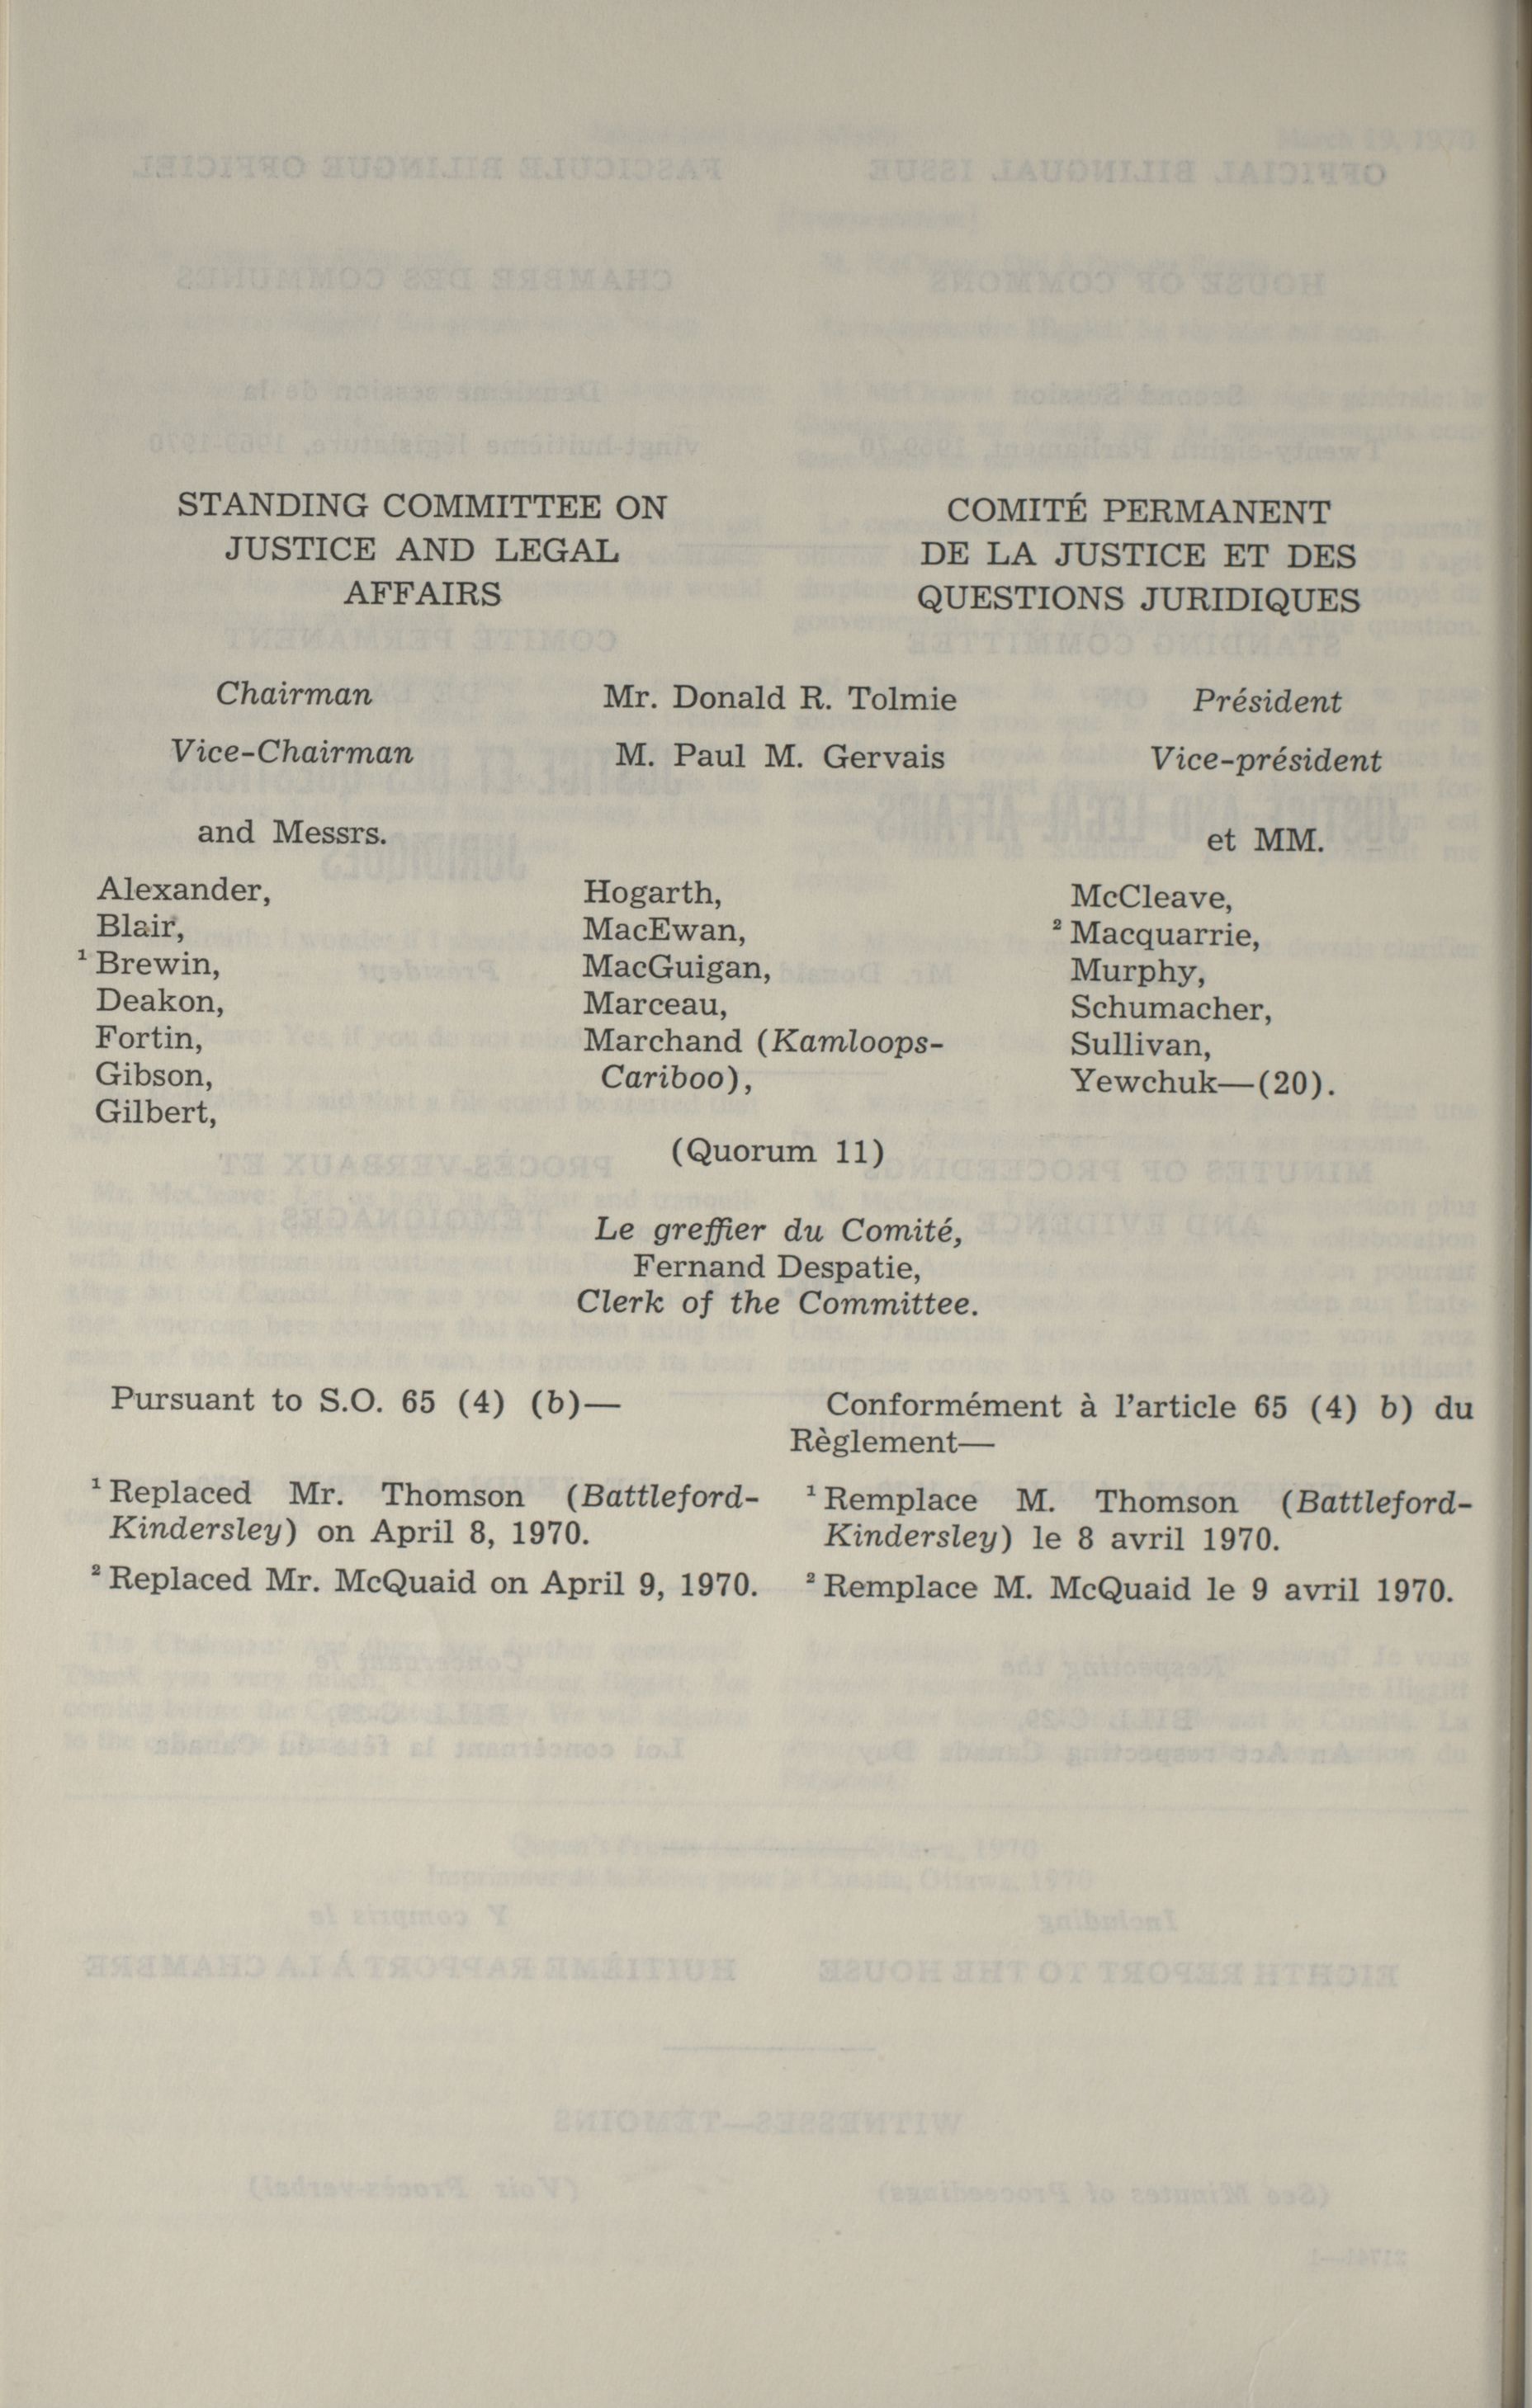 STANDING COMMITTEE ON
JUSTICE AND LEGAL
AFFAIRS
COMITÉ PERMANENT
DE LA JUSTICE ET DES
QUESTIONS JURIDIQUES
Chairman Mr. Donald R. Tolmie Président
Vice-Chairman M. Paul M. Gervais Vice-président
and Messrs. et MM.
Alexander,
Blair,
¹ Brewin,
Deakon,
Fortin,
Gibson,
Gilbert,
Hogarth,
MacEwan,
MacGuigan,
Marceau,
Marchand (Kamloops-
Cariboo),
McCleave,
² Macquarrie,
Murphy,
Schumacher,
Sullivan,
Yewchuk—(20).
(Quorum 11)
Le greffier du Comité,
Fernand Despatie,
Clerk of the Committee.
Pursuant to S.O. 65 (4) (b)—
¹ Replaced Mr. Thomson (Battleford-
Kindersley) on April 8, 1970.
² Replaced Mr. McQuaid on April 9, 1970.
Conformément à l'article 65 (4) b) du
Règlement—
¹ Remplace M. Thomson (Battleford-
Kindersley) le 8 avril 1970.
² Remplace M. McQuaid le 9 avril 1970.